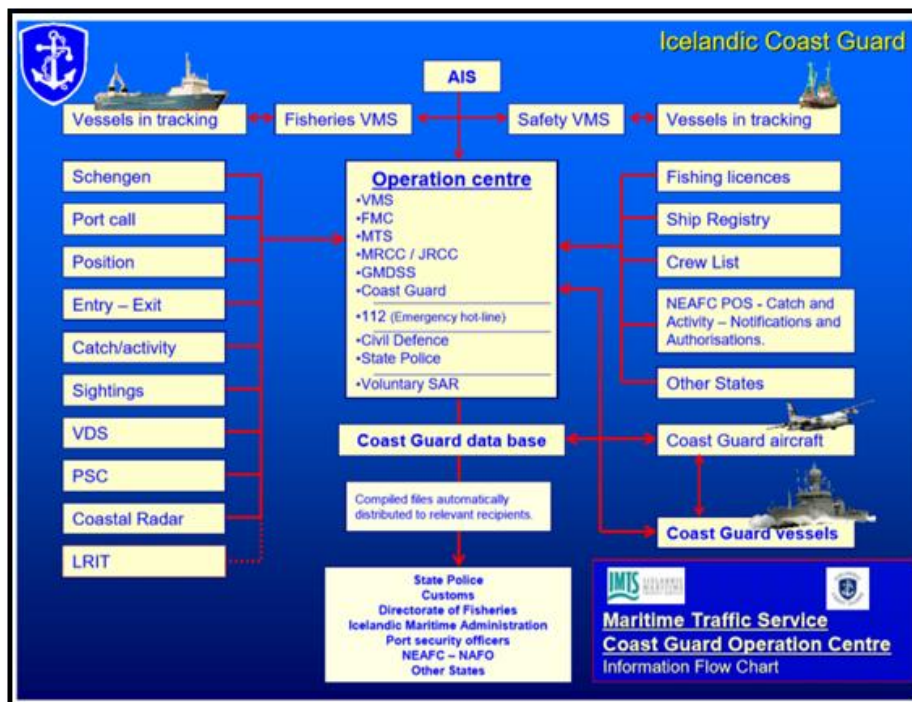 Icelandic Coast Guard
AIS
Vessels in tracking
Fisheries VMS
Safety VMS
Vessels in tracking
Schengen
Port call
Position
Entry – Exit
Catch/activity
Sightings
VDS
PSC
Coastal Radar
LRIT
Operation centre
•VMS
•FMC
•MTS
•MRCC / JRCC
•GMDSS
•Coast Guard
•112 (Emergency hot-line)
•Civil Defence
•State Police
•Voluntary SAR
Fishing licences
Ship Registry
Crew List
NEAFC POS - Catch and
Activity – Notifications and
Authorisations.
Other States
Coast Guard data base
Coast Guard aircraft
Coast Guard vessels
Compiled files automatically
distributed to relevant recipients.
State Police
Customs
Directorate of Fisheries
Icelandic Maritime Administration
Port security officers
NEAFC – NAFO
Other States
IMTS
Maritime Traffic Service
Coast Guard Operation Centre
Information Flow Chart